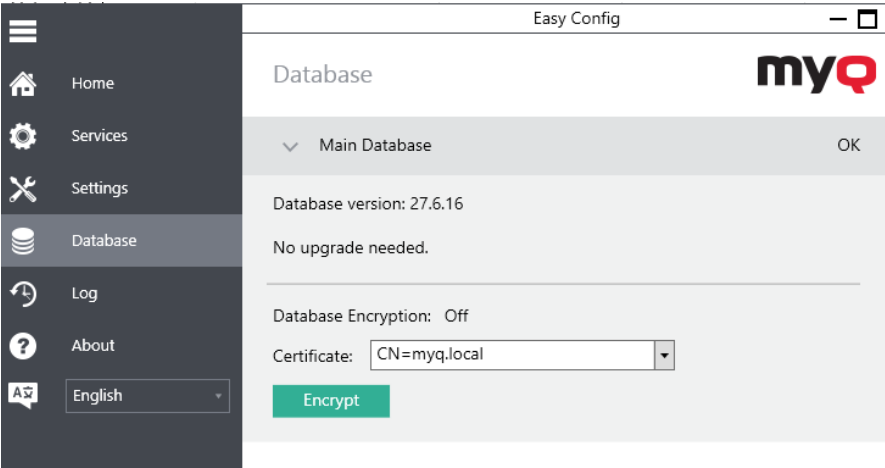 Easy Config
Home
Services
Settings
Database
Log
About
English
Database
myQ
Main Database
OK
Database version: 27.6.16
No upgrade needed.
Database Encryption: Off
Certificate: CN=myq.local
Encrypt